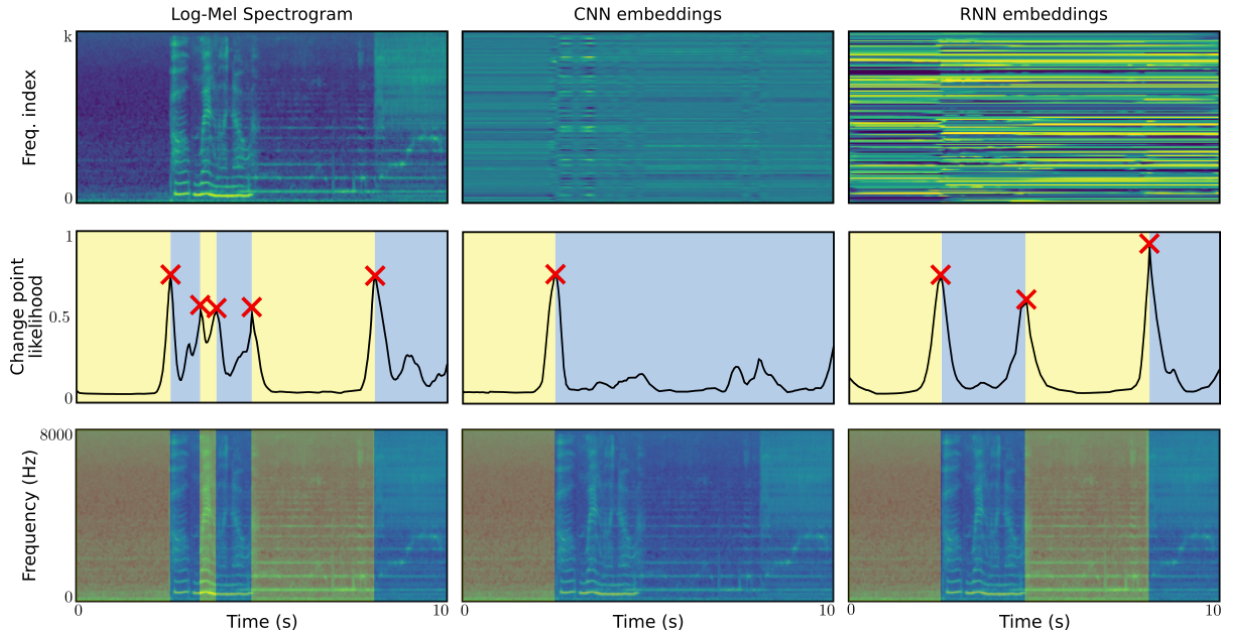 Log-Mel Spectrogram
CNN embeddings
RNN embeddings
k
Freq. index
0
1
Change point
likelihood
0.5
0
8000
Frequency (Hz)
0
0
10
0
10
0
10
Time (s)
Time (s)
Time (s)